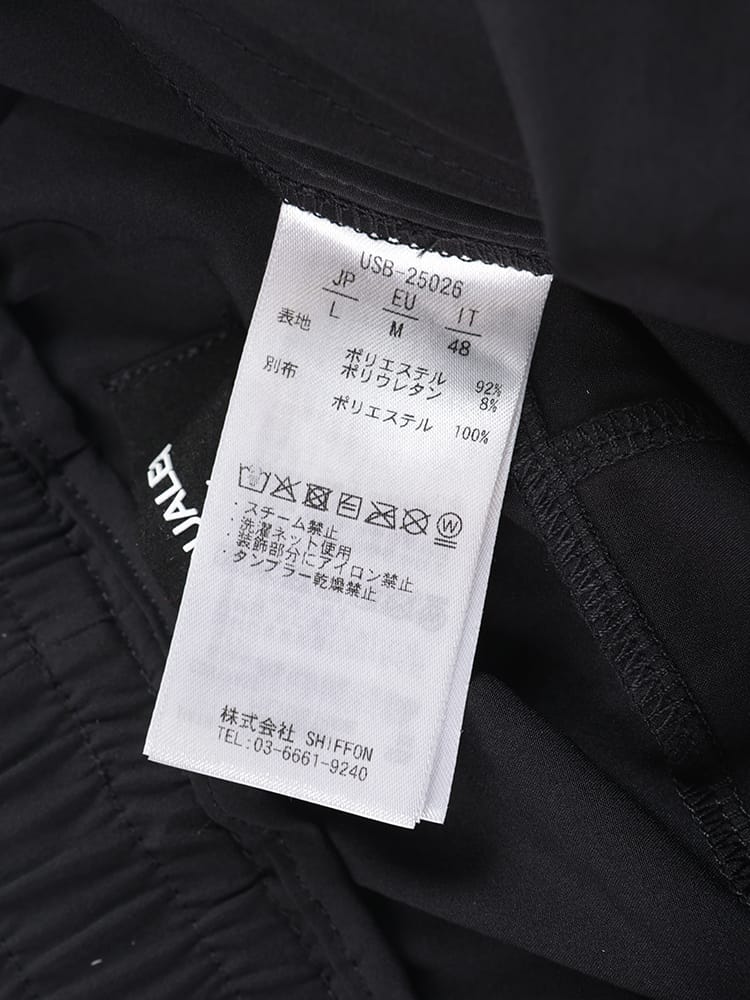 USB-25026
JP EU IT
L M 48
表地 ポリエステル 92%
ポリウレタン 8%
別布 ポリエステル 100%
W
・スチーム禁止
・洗濯ネット使用
・装飾部分にアイロン禁止
・タンブラー乾燥禁止
株式会社 SHIFFON
TEL:03-6661-9240